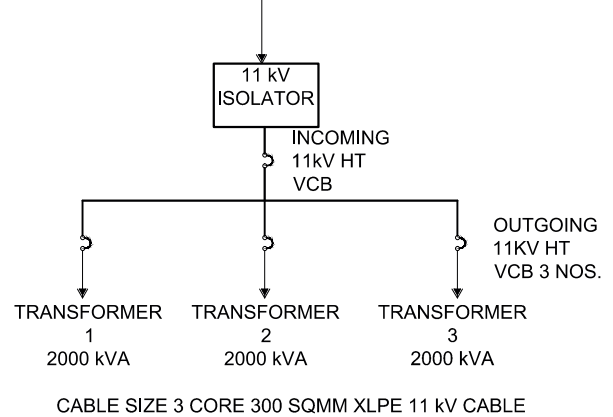 11 kV
ISOLATOR
INCOMING
11kV HT
VCB
OUTGOING
11KV HT
VCB 3 NOS.
TRANSFORMER
1
2000 kVA
TRANSFORMER
2
2000 kVA
TRANSFORMER
3
2000 kVA
CABLE SIZE 3 CORE 300 SQMM XLPE 11 kV CABLE